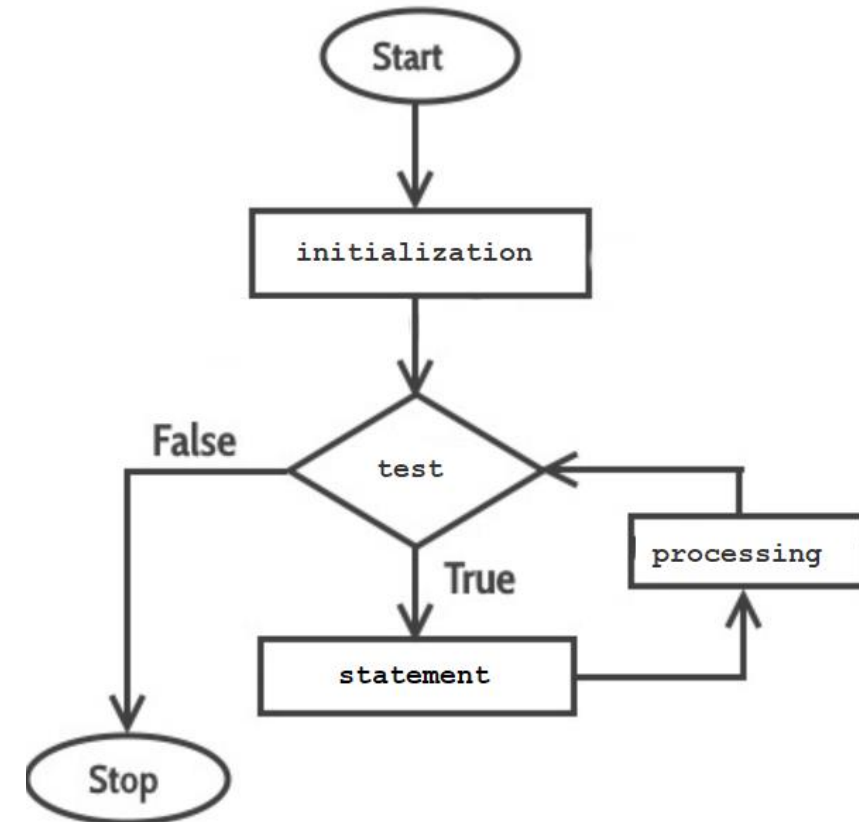 Start
initialization
False
test
processing
True
statement
Stop